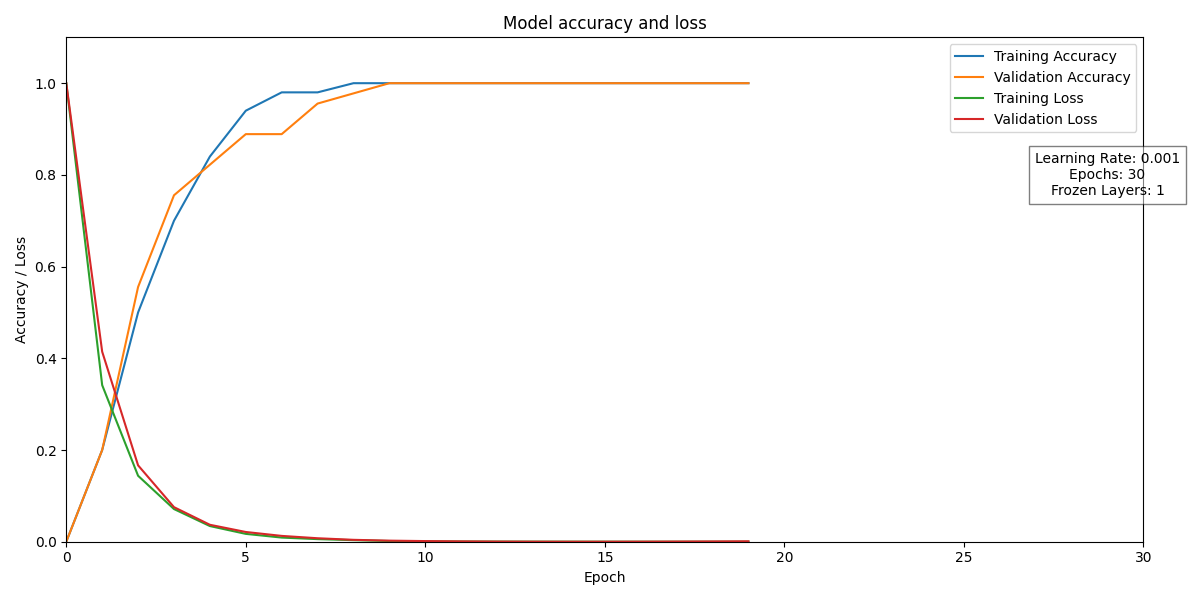 Model accuracy and loss
Training Accuracy
Validation Accuracy
Training Loss
Validation Loss
Learning Rate: 0.001
Epochs: 30
Frozen Layers: 1
Accuracy / Loss
1.0
0.8
0.6
0.4
0.2
0.0
0 5 10 15 20 25 30
Epoch